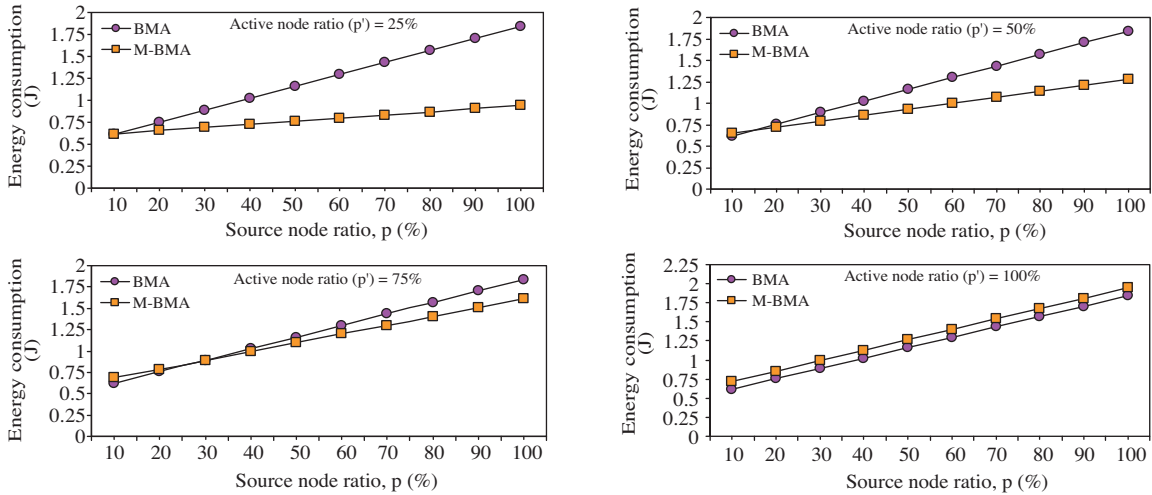 Energy consumption
(J)
2
1.75
1.5
1.25
1
0.75
0.5
0.25
0
BMA
M-BMA
Active node ratio (p') = 25%
10 20 30 40 50 60 70 80 90 100
Source node ratio, p (%)
Energy consumption
(J)
2
1.75
1.5
1.25
1
0.75
0.5
0.25
0
BMA
M-BMA
Active node ratio (p') = 50%
10 20 30 40 50 60 70 80 90 100
Source node ratio, p (%)
Energy consumption
(J)
2
1.75
1.5
1.25
1
0.75
0.5
0.25
0
BMA
M-BMA
Active node ratio (p') = 75%
10 20 30 40 50 60 70 80 90 100
Source node ratio, p (%)
Energy consumption
(J)
2.25
2
1.75
1.5
1.25
1
0.75
0.5
0.25
0
BMA
M-BMA
Active node ratio (p') = 100%
10 20 30 40 50 60 70 80 90 100
Source node ratio, p (%)